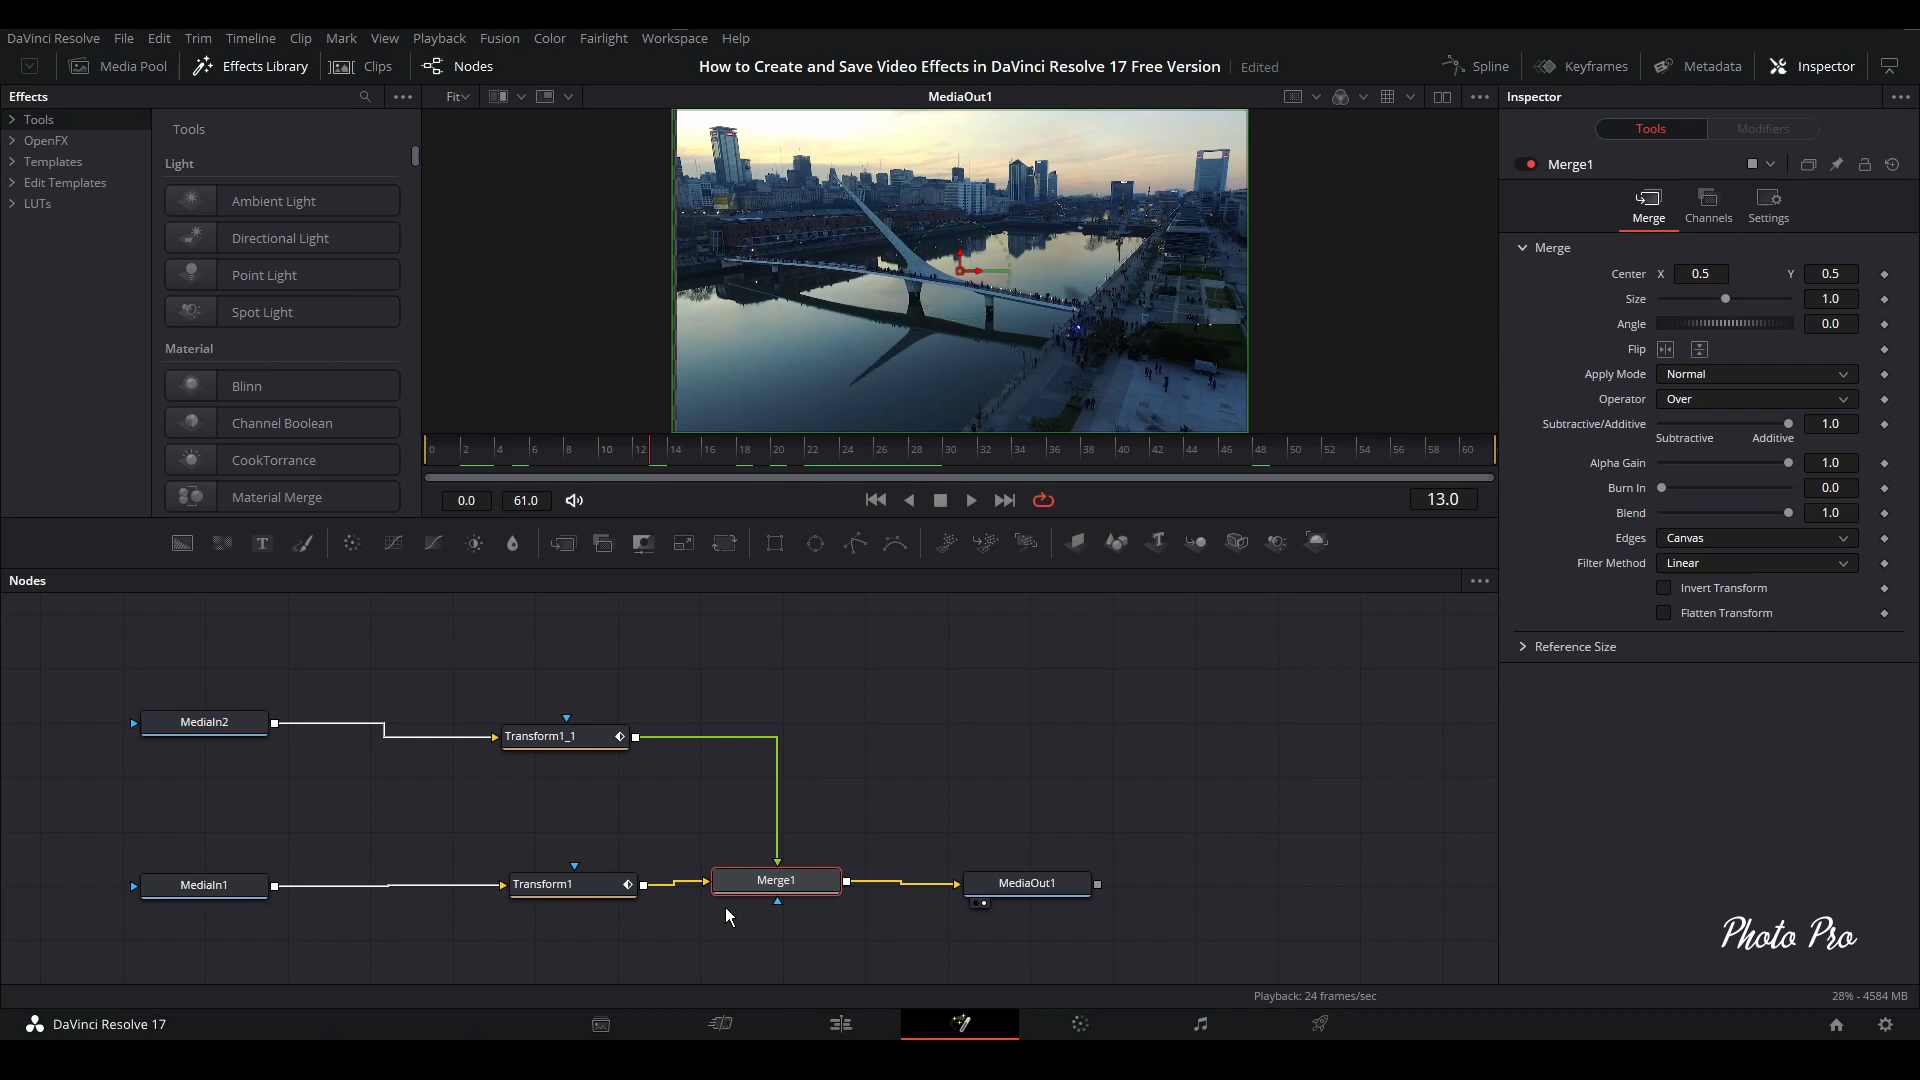 DaVinci Resolve File Edit Trim Timeline Clip Mark View Playback Fusion Color Fairlight Workspace Help
Media Pool Effects Library Clips Nodes How to Create and Save Video Effects in DaVinci Resolve 17 Free Version Edited Spline Keyframes Metadata Inspector
Effects Fit MediaOut1 Inspector
Tools
OpenFX
Templates
Edit Templates
LUTs
Tools
Light
Ambient Light
Directional Light
Point Light
Spot Light
Material
Blinn
Channel Boolean
CookTorrance
Material Merge
0 2 4 6 8 10 12 14 16 18 20 22 24 26 28 30 32 34 36 38 40 42 44 46 48 50 52 54 56 58 60
0.0 61.0 13.0
Tools Modifiers
Merge1
Merge Channels Settings
Merge
Center X 0.5 Y 0.5
Size 1.0
Angle 0.0
Flip
Apply Mode Normal
Operator Over
Subtractive/Additive 1.0
Subtractive Additive
Alpha Gain 1.0
Burn In 0.0
Blend 1.0
Edges Canvas
Filter Method Linear
Invert Transform
Flatten Transform
Reference Size
Nodes
MediaIn2
Transform1_1
MediaIn1
Transform1
Merge1
MediaOut1
Photo Pro
Playback: 24 frames/sec 28% - 4584 MB
DaVinci Resolve 17